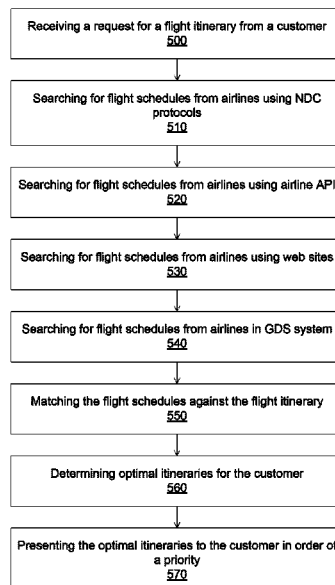 Receiving a request for a flight itinerary from a customer
500
Searching for flight schedules from airlines using NDC
protocols
510
Searching for flight schedules from airlines using airline API
520
Searching for flight schedules from airlines using web sites
530
Searching for flight schedules from airlines in GDS system
540
Matching the flight schedules against the flight itinerary
550
Determining optimal itineraries for the customer
560
Presenting the optimal itineraries to the customer in order of
a priority
570